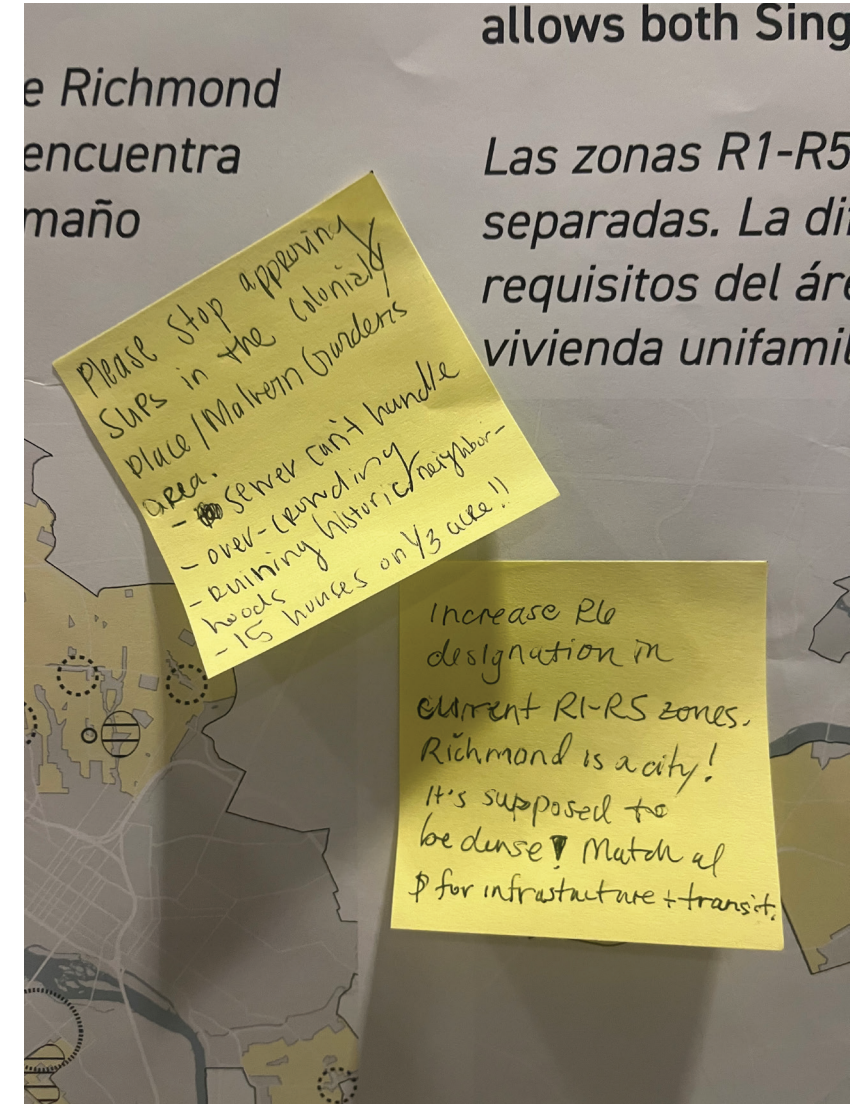 allows both Sing
e Richmond
encuentra
maño
Las zonas R1-R5
separadas. La di
requisitos del áre
vivienda unifamil
Please stop approving
SUPs in the Colonial
Place/Malvern Gardens
area.
- sewer can't handle
- over-crowding
- Ruining historic neighbor-
hoods
- 15 houses on 1/3 acre!!
Increase R6
designation in
current R1-R5 zones.
Richmond is a city!
It's supposed to
be dense! Match w/
$ for infrastructure + transit.